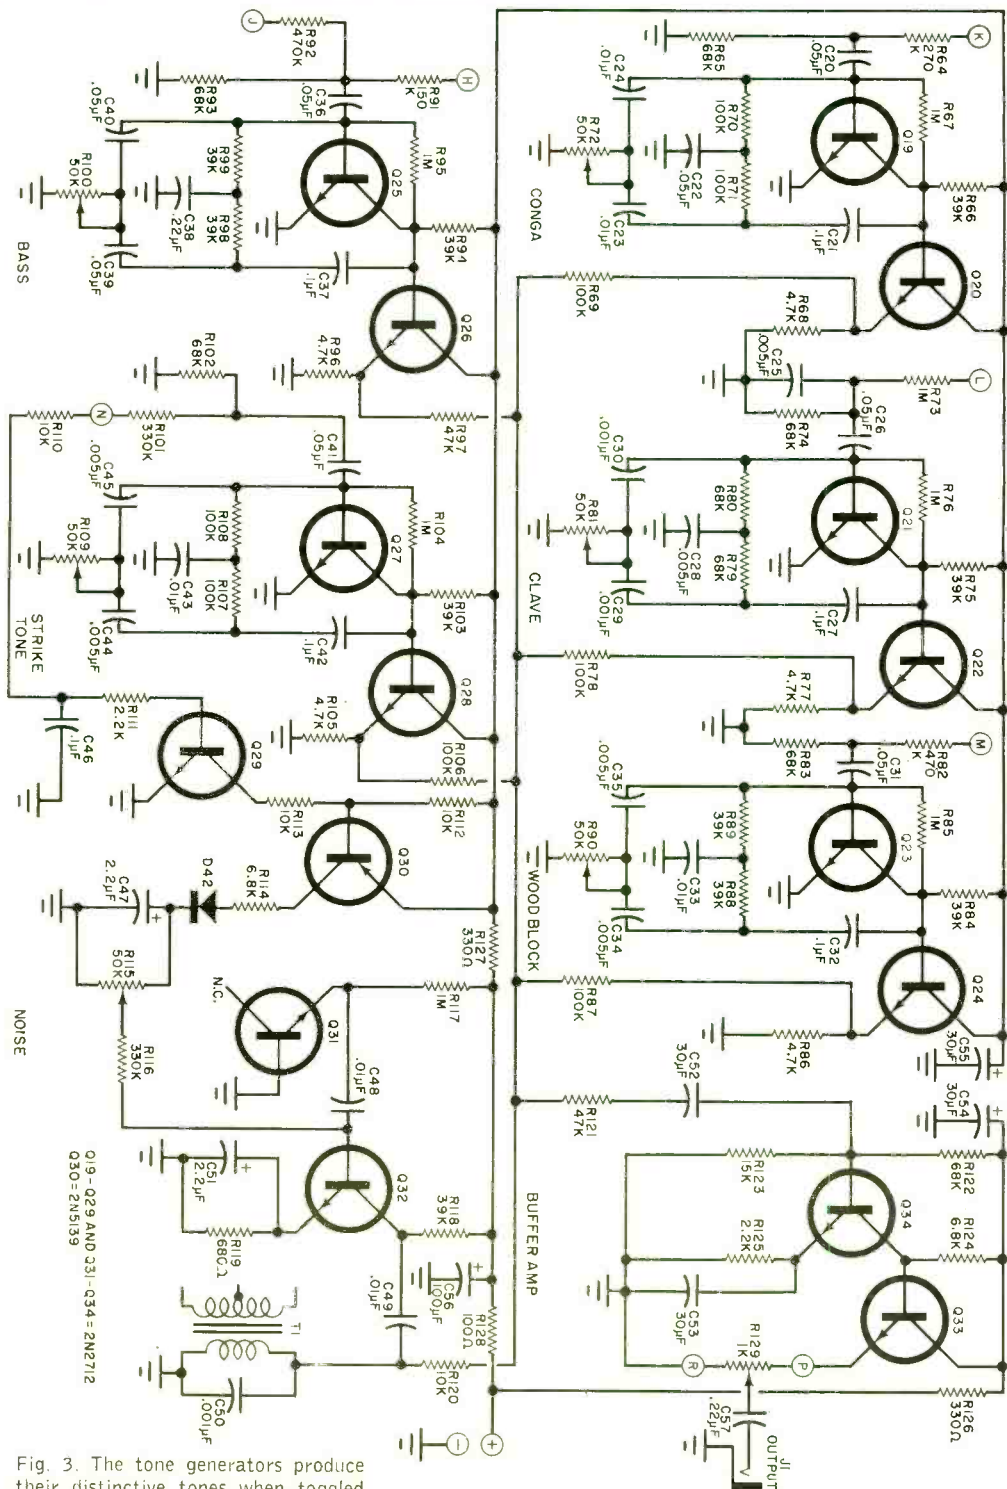 J
R92
470K
R93
68K
R91
150
K
H
C36
.05µF
C40
.05µF
R100
50K
R99
39K
R98
39K
C38
.22µF
C39
.05µF
R95
1M
Q25
R94
39K
C37
.1µF
Q26
R96
4.7K
R97
47K
BASS
R102
68K
R110
10K
N
R101
330K
C41
.05µF
C45
.005µF
R109
50K
R108
100K
R107
100K
C43
.01µF
C44
.005µF
R104
1M
Q27
R103
39K
C42
.1µF
Q28
R105
4.7K
R106
100K
STRIKE
TONE
C46
.1µF
R111
2.2K
Q29
R113
10K
R112
10K
Q30
R114
6.8K
D42
C47
2.2µF
+
R115
50K
R116
330K
NOISE
R127
330Ω
R117
1M
N.C.
Q31
C48
.01µF
Q32
C51
2.2µF
+
R119
680Ω
R118
39K
C56
100µF
+
C49
.01µF
R128
100Ω
T1
C50
.001µF
R120
10K
+
−
Q19-Q29 AND Q31-Q34=2N2712
Q30=2N5139
K
R64
270
K
R65
68K
C20
.05µF
C24
.01µF
R72
50K
R70
100K
R71
100K
C22
.05µF
C23
.01µF
R67
1M
Q19
R66
39K
C21
.1µF
Q20
R68
4.7K
R69
100K
CONGA
L
R73
1M
C25
.005µF
R74
68K
C26
.05µF
C30
.001µF
R81
50K
R80
68K
R79
68K
C28
.005µF
C29
.001µF
R76
1M
Q21
R75
39K
C27
.1µF
Q22
R77
4.7K
R78
100K
CLAVE
M
R82
470
K
R83
68K
C31
.05µF
C35
.005µF
R90
50K
R89
39K
R88
39K
C33
.01µF
C34
.005µF
R85
1M
Q23
R84
39K
C32
.1µF
Q24
R86
4.7K
R87
100K
WOODBLOCK
C55
30µF
+
C54
30µF
+
C52
30µF
R121
47K
R123
15K
R122
68K
Q34
R125
2.2K
R124
6.8K
C53
30µF
Q33
R129
1K
R
P
R126
330Ω
C57
.22µF
J1
OUTPUT
BUFFER AMP
Fig. 3. The tone generators produce
their distinctive tones when toggled